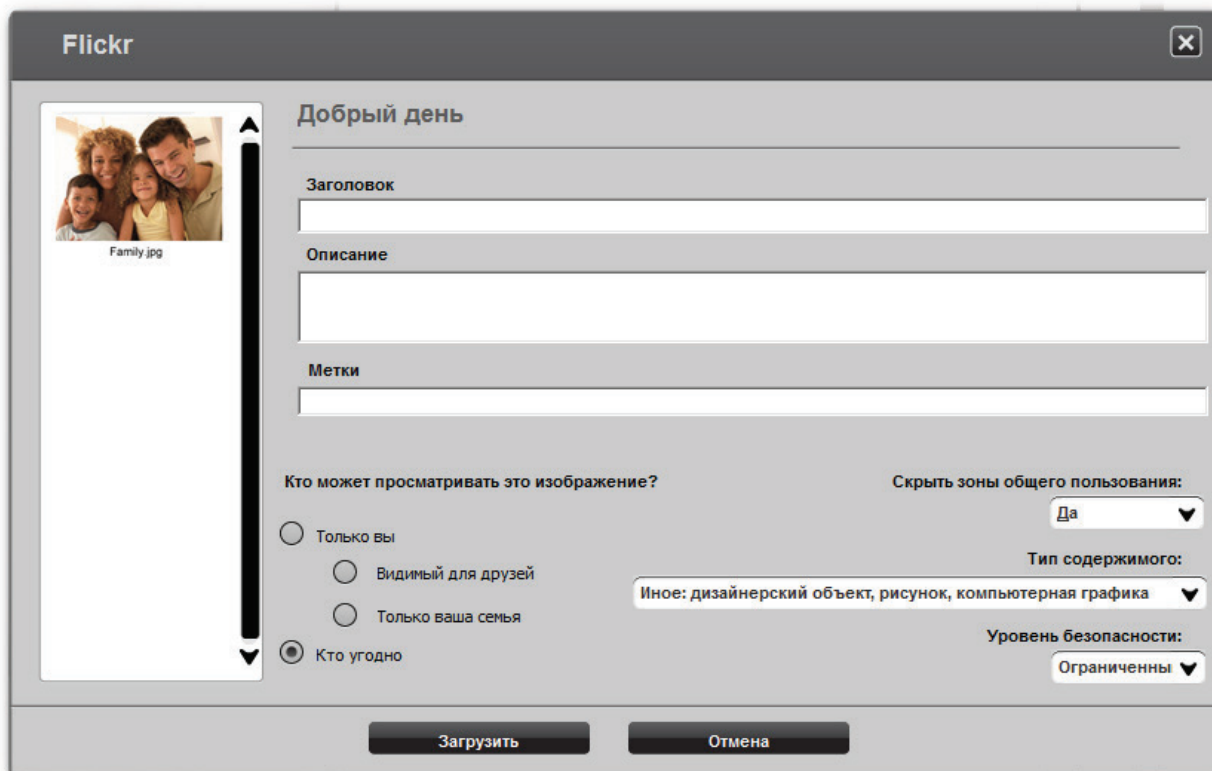 Flickr
Family.jpg
Добрый день
Заголовок
Описание
Метки
Кто может просматривать это изображение?
Только вы
Видимый для друзей
Только ваша семья
Кто угодно
Скрыть зоны общего пользования:
Да
Тип содержимого:
Иное: дизайнерский объект, рисунок, компьютерная графика
Уровень безопасности:
Ограниченны
Загрузить
Отмена